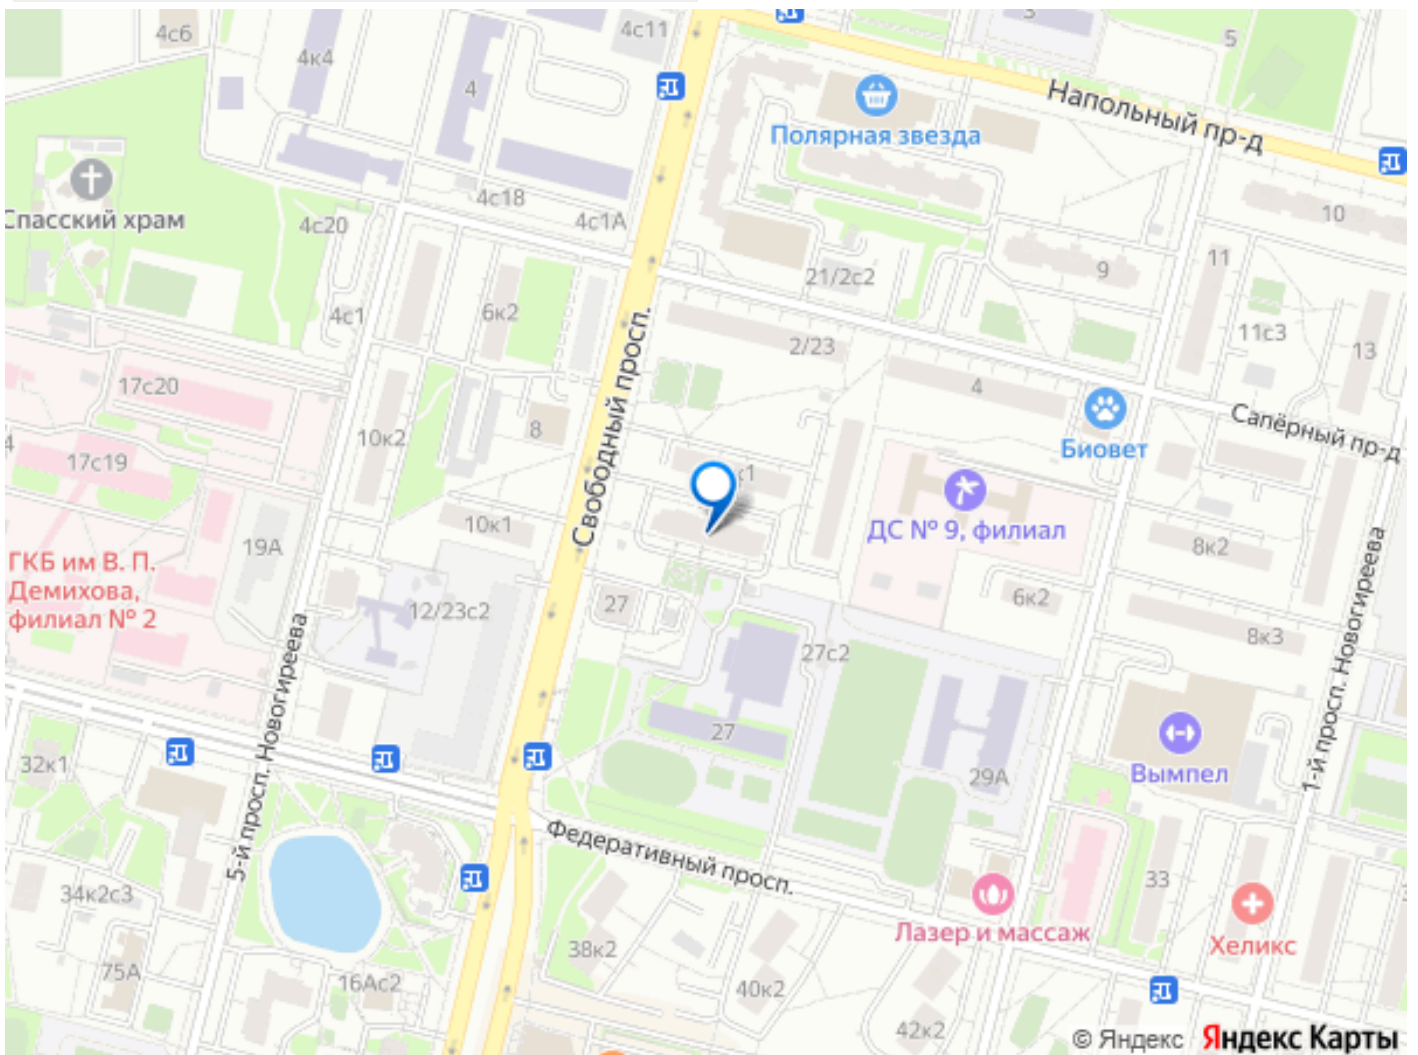 4с6
4к4
4
4с11
3
5
Напольный пр-д
Полярная звезда
Спасский храм
4с20
4с18
4с1А
10
21/2с2
9
11
4с1
6к2
2/23
11с3
13
17с20
4
Свободный просп.
Сапёрный пр-д
10к2
8
Биовет
4
17с19
к1
ДС № 9, филиал
19А
10к1
8к2
ГКБ им В. П.
Демихова,
филиал № 2
12/23с2
27
6к2
8к3
27с2
1-й просп. Новогиреева
5-й просп. Новогиреева
27
29А
Вымпел
32к1
Федеративный просп.
34к2с3
33
Лазер и массаж
Хеликс
38к2
75А
16Ас2
40к2
42к2
© Яндекс Яндекс Карты